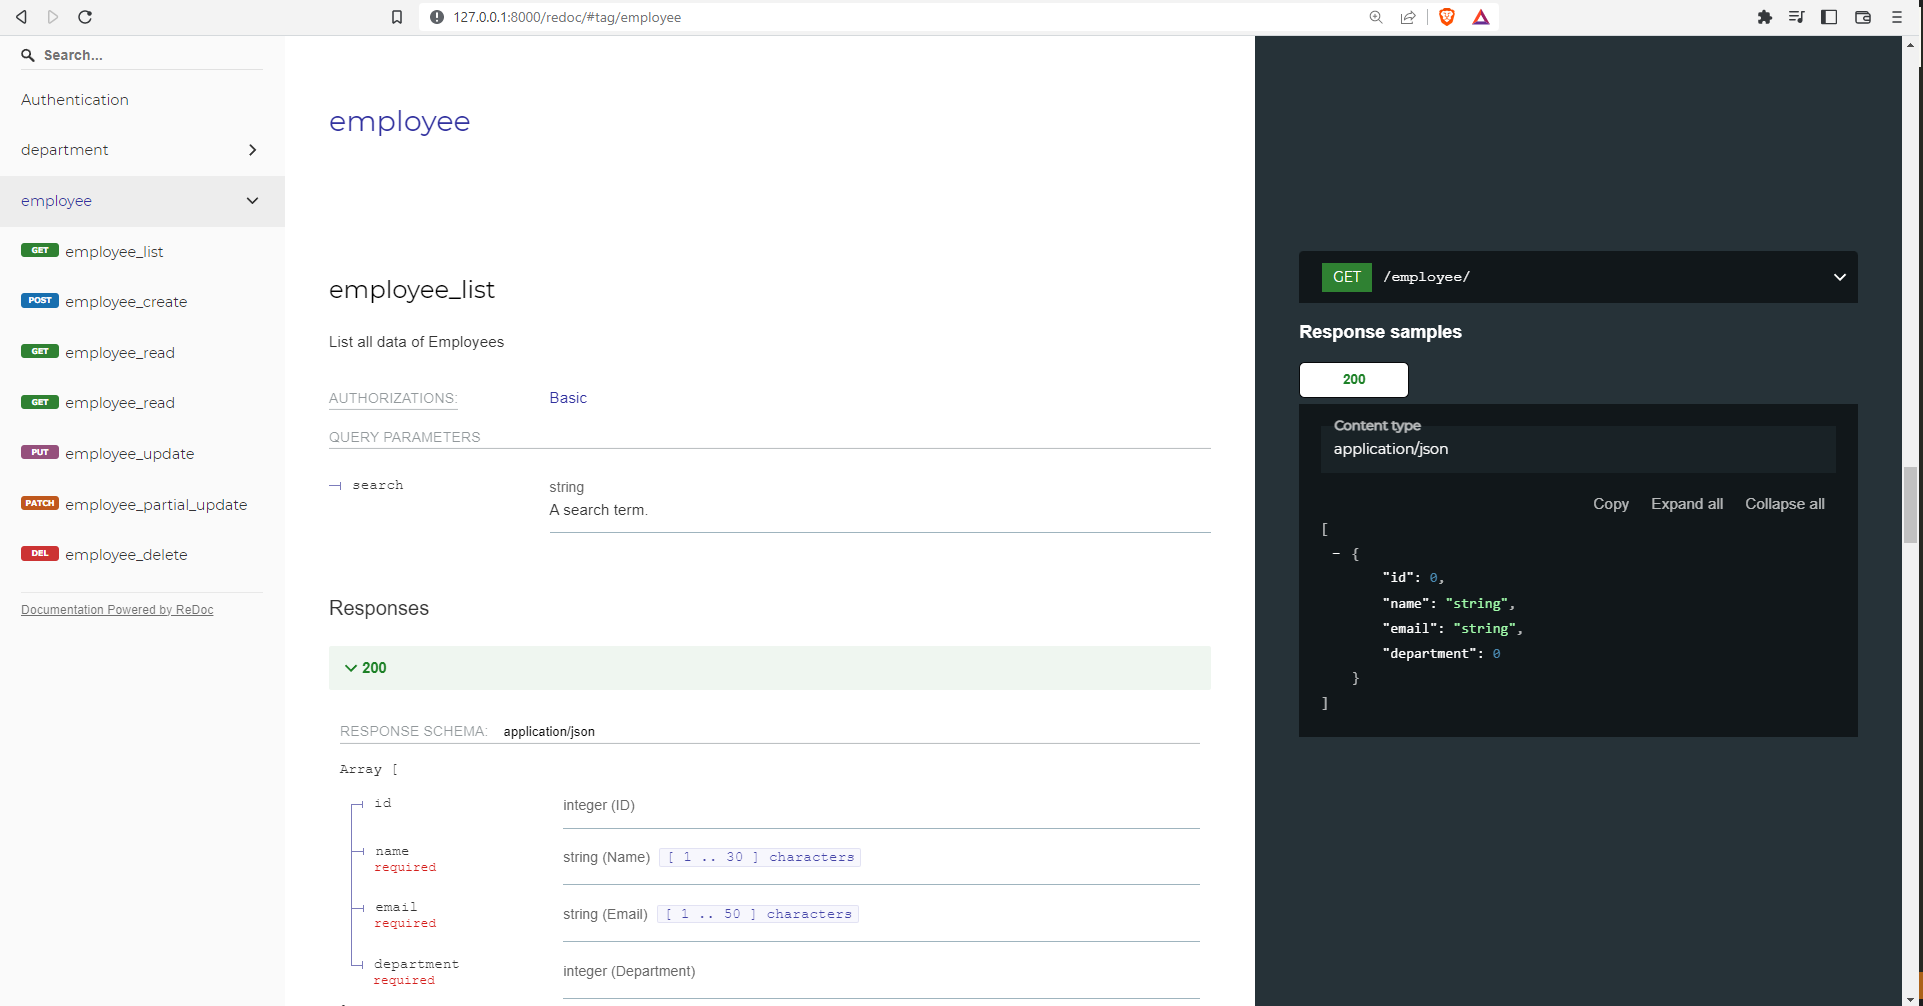 127.0.0.1:8000/redoc/#tag/employee
Search...
Authentication
department
employee
GET employee_list
POST employee_create
GET employee_read
GET employee_read
PUT employee_update
PATCH employee_partial_update
DEL employee_delete
Documentation Powered by ReDoc
employee
employee_list
List all data of Employees
AUTHORIZATIONS: Basic
QUERY PARAMETERS
search string
A search term.
Responses
200
RESPONSE SCHEMA: application/json
Array [
id integer (ID)
name string (Name) [ 1 .. 30 ] characters
required
email string (Email) [ 1 .. 50 ] characters
required
department integer (Department)
required
GET /employee/
Response samples
200
Content type
application/json
Copy Expand all Collapse all
[
- {
"id": 0,
"name": "string",
"email": "string",
"department": 0
}
]